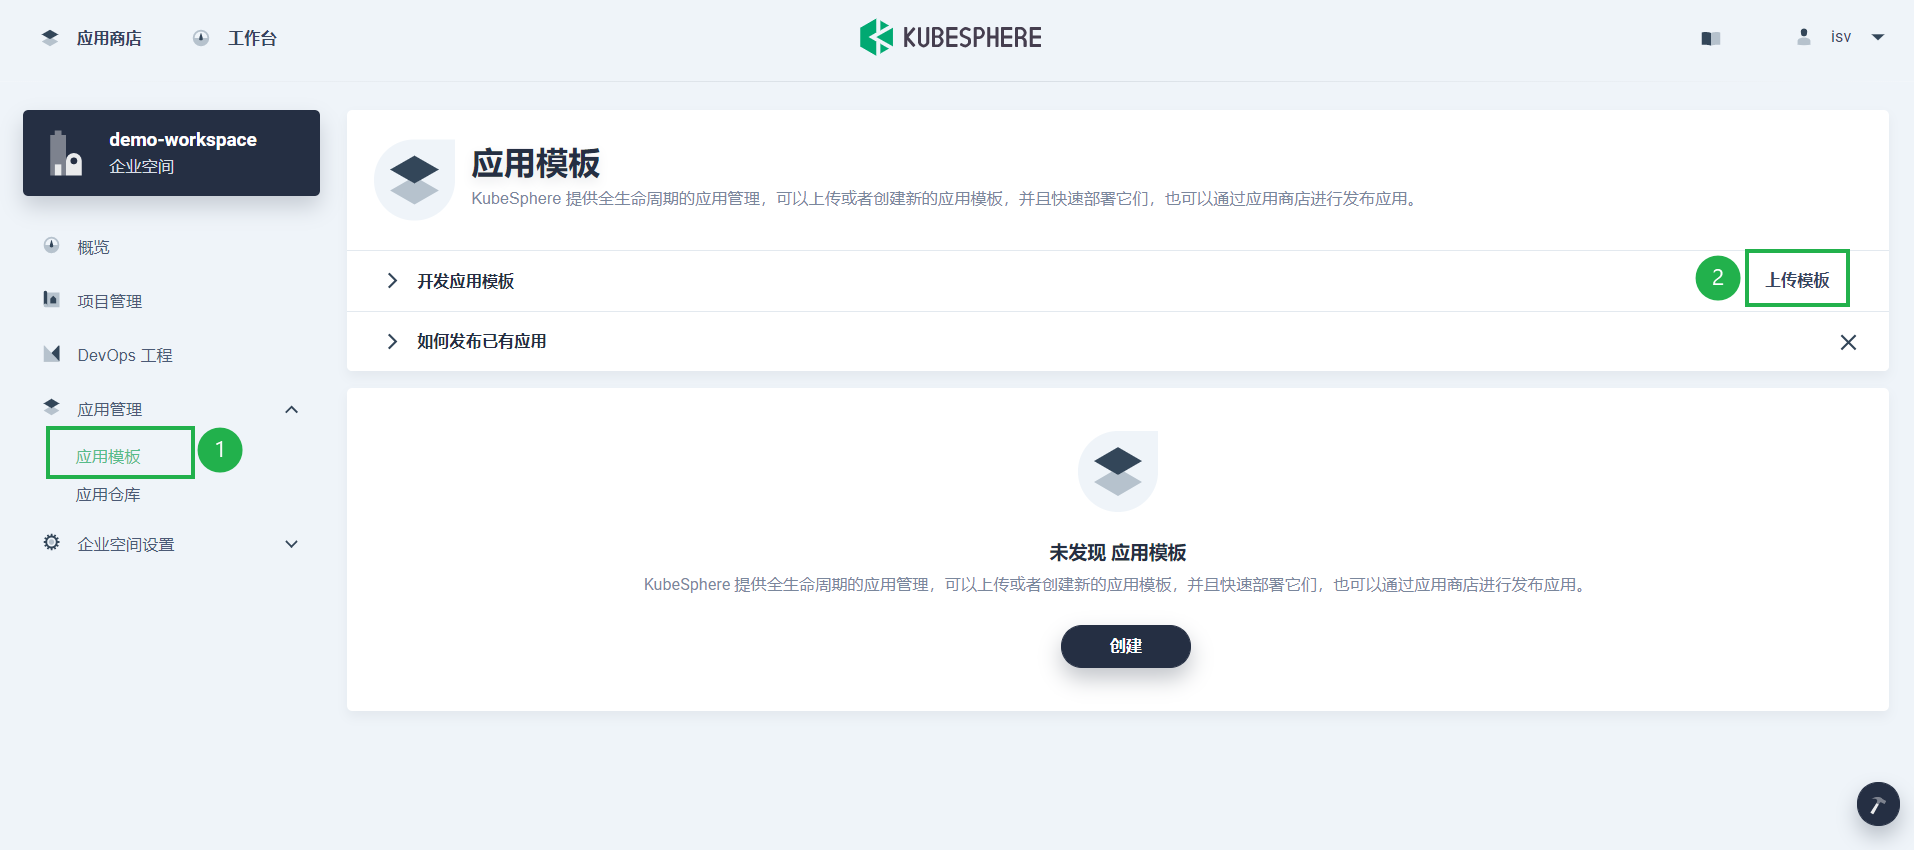 应用商店 工作台 KUBESPHERE isv
demo-workspace
企业空间
概览
项目管理
DevOps 工程
应用管理
应用模板 1
应用仓库
企业空间设置
应用模板
KubeSphere 提供全生命周期的应用管理，可以上传或者创建新的应用模板，并且快速部署它们，也可以通过应用商店进行发布应用。
开发应用模板 2 上传模板
如何发布已有应用
未发现 应用模板
KubeSphere 提供全生命周期的应用管理，可以上传或者创建新的应用模板，并且快速部署它们，也可以通过应用商店进行发布应用。
创建